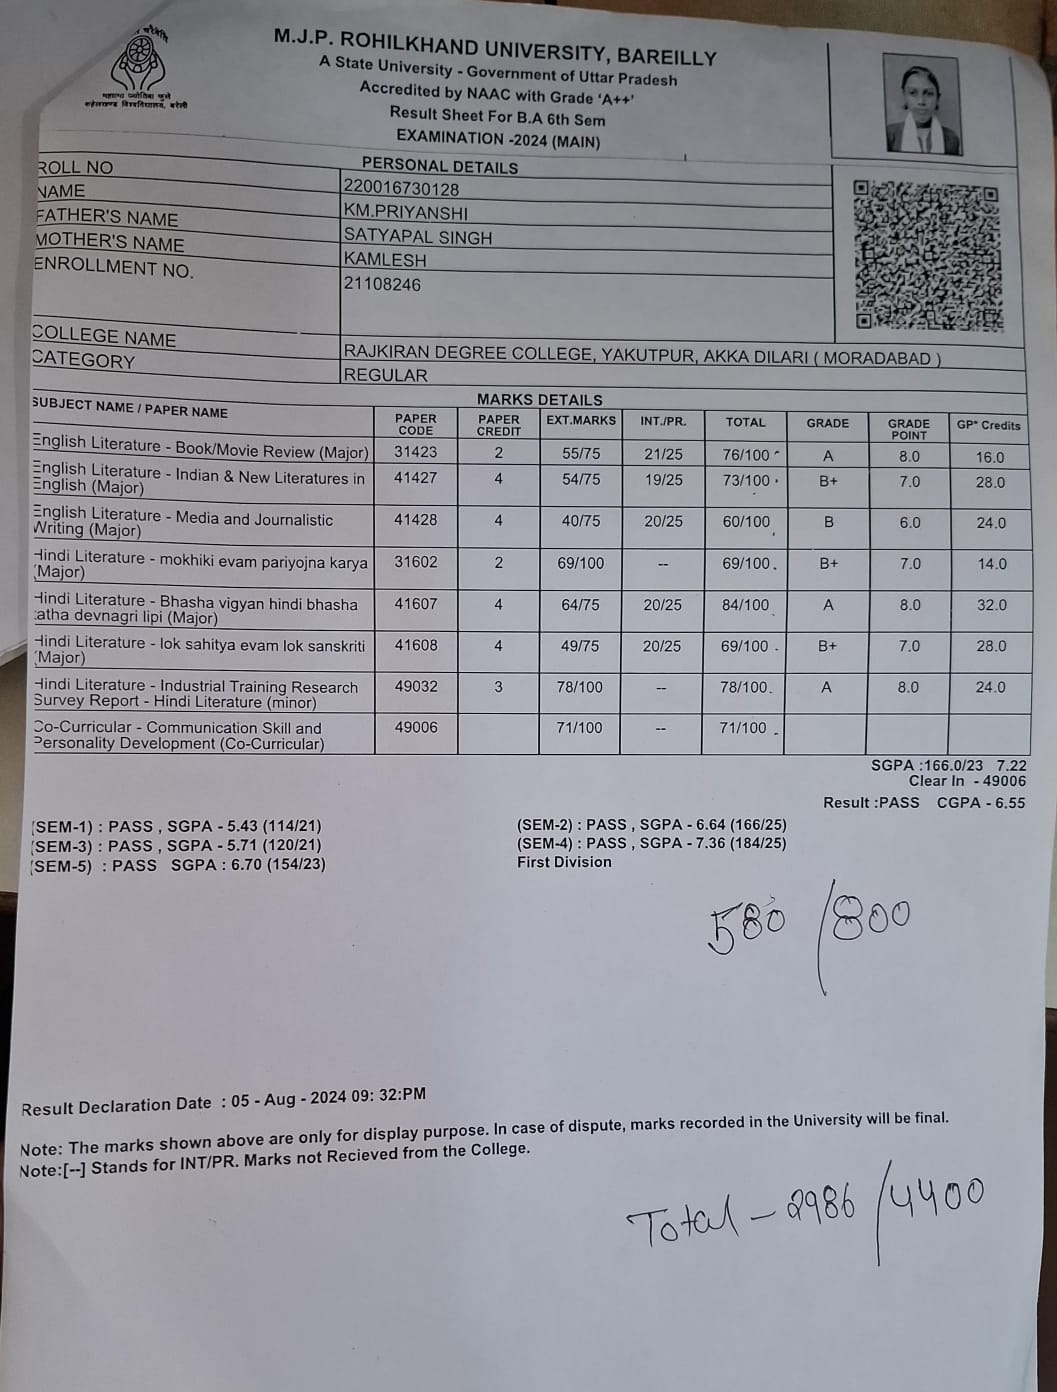 M.J.P. ROHILKHAND UNIVERSITY, BAREILLY
A State University - Government of Uttar Pradesh
Accredited by NAAC with Grade ‘A++’
Result Sheet For B.A 6th Sem
EXAMINATION -2024 (MAIN)
महात्मा ज्योतिबा फुले
रुहेलखण्ड विश्वविद्यालय, बरेली
PERSONAL DETAILS
ROLL NO 220016730128
NAME KM.PRIYANSHI
FATHER'S NAME SATYAPAL SINGH
MOTHER'S NAME KAMLESH
ENROLLMENT NO. 21108246
COLLEGE NAME RAJKIRAN DEGREE COLLEGE, YAKUTPUR, AKKA DILARI ( MORADABAD )
CATEGORY REGULAR
MARKS DETAILS
SUBJECT NAME / PAPER NAME PAPER CODE PAPER CREDIT EXT.MARKS INT./PR. TOTAL GRADE GRADE POINT GP* Credits
English Literature - Book/Movie Review (Major) 31423 2 55/75 21/25 76/100 A 8.0 16.0
English Literature - Indian & New Literatures in English (Major) 41427 4 54/75 19/25 73/100 B+ 7.0 28.0
English Literature - Media and Journalistic Writing (Major) 41428 4 40/75 20/25 60/100 B 6.0 24.0
Hindi Literature - mokhiki evam pariyojna karya (Major) 31602 2 69/100 -- 69/100 B+ 7.0 14.0
Hindi Literature - Bhasha vigyan hindi bhasha tatha devnagri lipi (Major) 41607 4 64/75 20/25 84/100 A 8.0 32.0
Hindi Literature - lok sahitya evam lok sanskriti (Major) 41608 4 49/75 20/25 69/100 B+ 7.0 28.0
Hindi Literature - Industrial Training Research Survey Report - Hindi Literature (minor) 49032 3 78/100 -- 78/100 A 8.0 24.0
Co-Curricular - Communication Skill and Personality Development (Co-Curricular) 49006 71/100 -- 71/100
SGPA :166.0/23 7.22
Clear In - 49006
Result :PASS CGPA - 6.55
(SEM-1) : PASS , SGPA - 5.43 (114/21) (SEM-2) : PASS , SGPA - 6.64 (166/25)
(SEM-3) : PASS , SGPA - 5.71 (120/21) (SEM-4) : PASS , SGPA - 7.36 (184/25)
(SEM-5) : PASS SGPA : 6.70 (154/23) First Division
580 /800
Result Declaration Date : 05 - Aug - 2024 09: 32:PM
Note: The marks shown above are only for display purpose. In case of dispute, marks recorded in the University will be final.
Note:[--] Stands for INT/PR. Marks not Recieved from the College.
Total - 2986 /4400